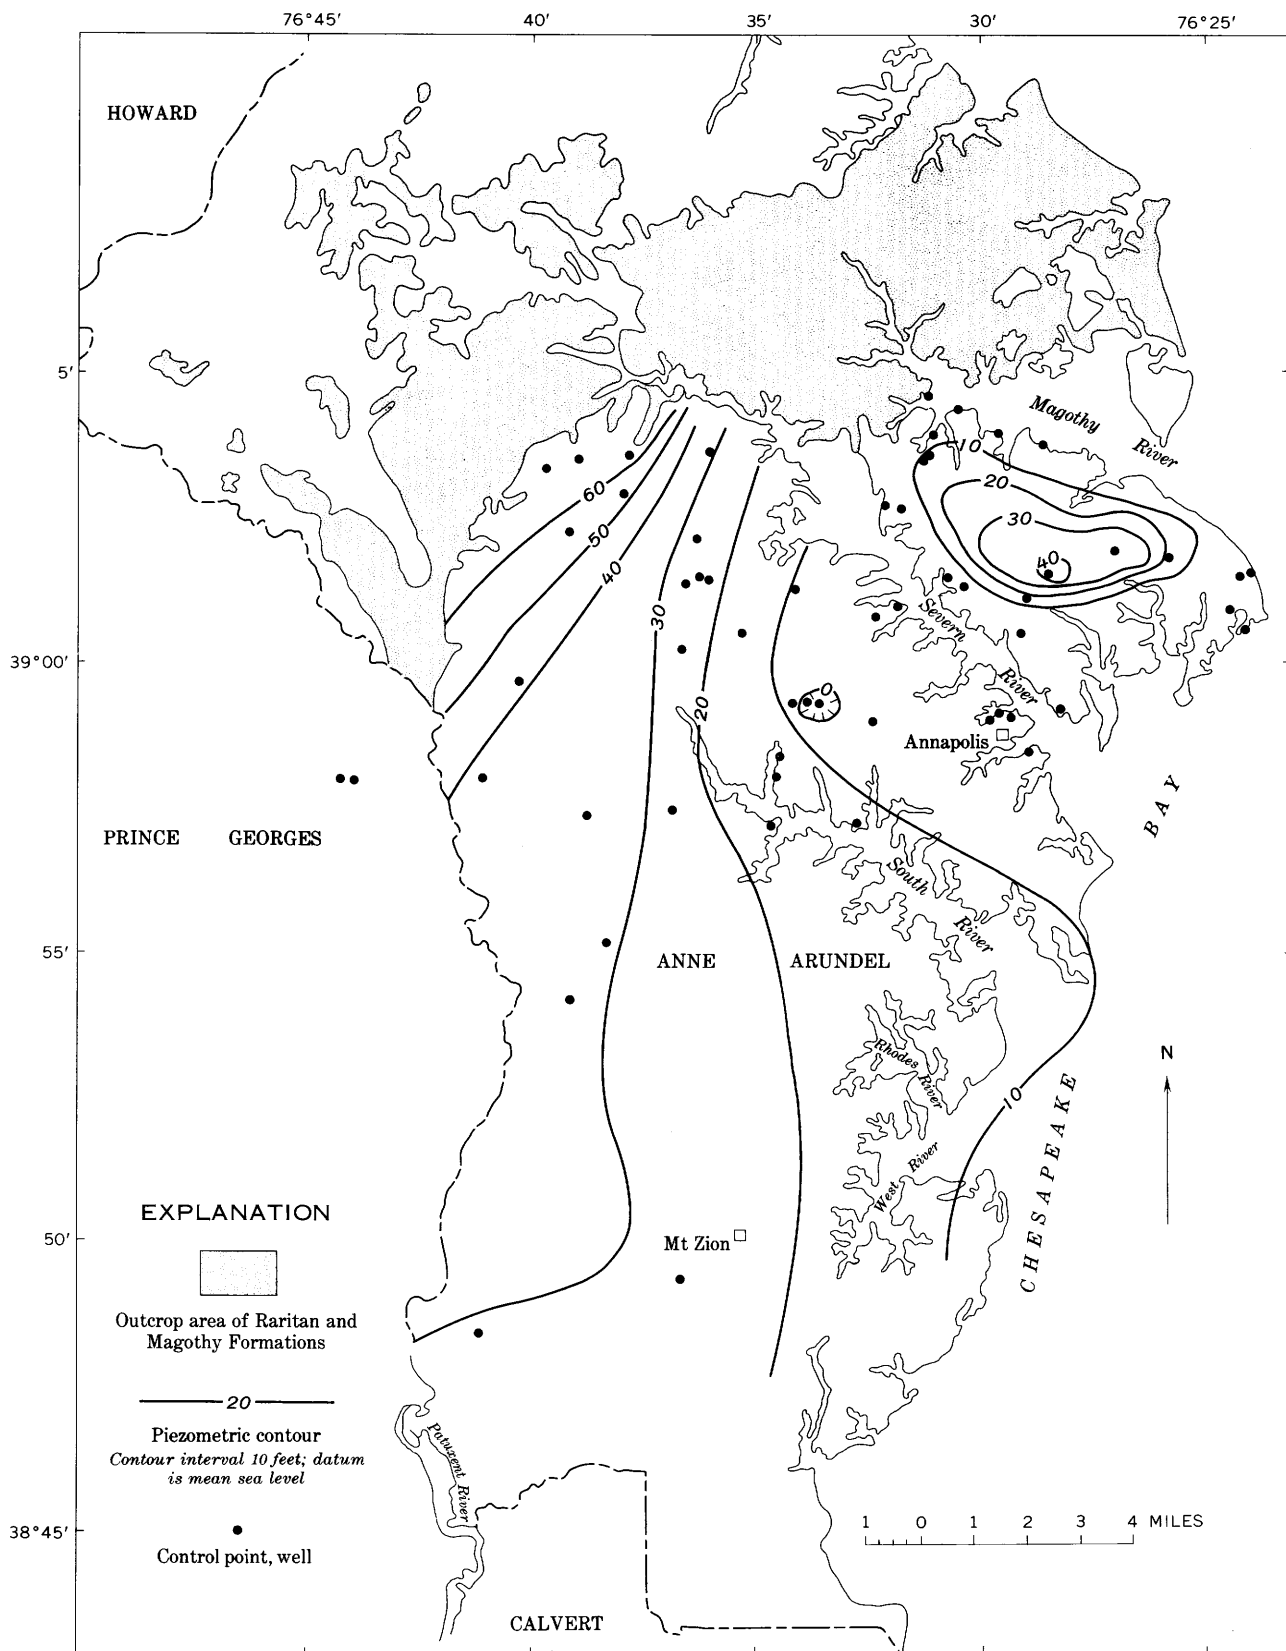 76°45′ 40′ 35′ 30′ 76°25′
HOWARD
5′
Magothy
River
10
20
30
40
60
50
40
30
20
39°00′
Severn
River
0
Annapolis
BAY
PRINCE GEORGES
South
River
55′
ANNE ARUNDEL
Rhodes
River
N
10
CHESAPEAKE
West River
50′
Mt Zion
EXPLANATION
Outcrop area of Raritan and
Magothy Formations
20
Piezometric contour
Contour interval 10 feet; datum
is mean sea level
Patuxent River
38°45′
Control point, well
1 0 1 2 3 4 MILES
CALVERT